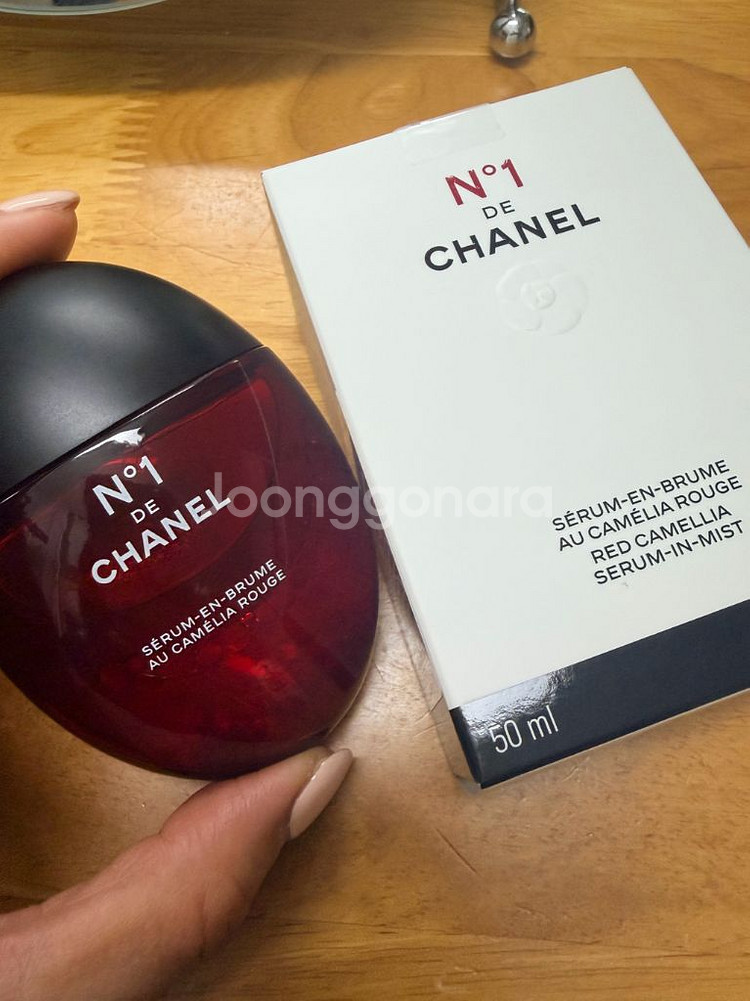 N°1
DE
CHANEL
SÉRUM-EN-BRUME
AU CAMÉLIA ROUGE
RED CAMELLIA
SERUM-IN-MIST
50 ml
N°1
DE
CHANEL
SÉRUM-EN-BRUME
AU CAMÉLIA ROUGE
joonggonara